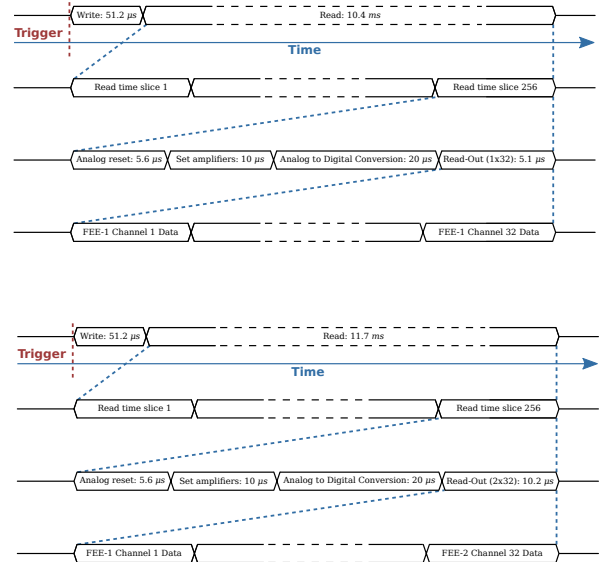 Write: 51.2 μs
Read: 10.4 ms
Trigger
Time
Read time slice 1
Read time slice 256
Analog reset: 5.6 μs
Set amplifiers: 10 μs
Analog to Digital Conversion: 20 μs
Read-Out (1x32): 5.1 μs
FEE-1 Channel 1 Data
FEE-1 Channel 32 Data
Write: 51.2 μs
Read: 11.7 ms
Trigger
Time
Read time slice 1
Read time slice 256
Analog reset: 5.6 μs
Set amplifiers: 10 μs
Analog to Digital Conversion: 20 μs
Read-Out (2x32): 10.2 μs
FEE-1 Channel 1 Data
FEE-2 Channel 32 Data